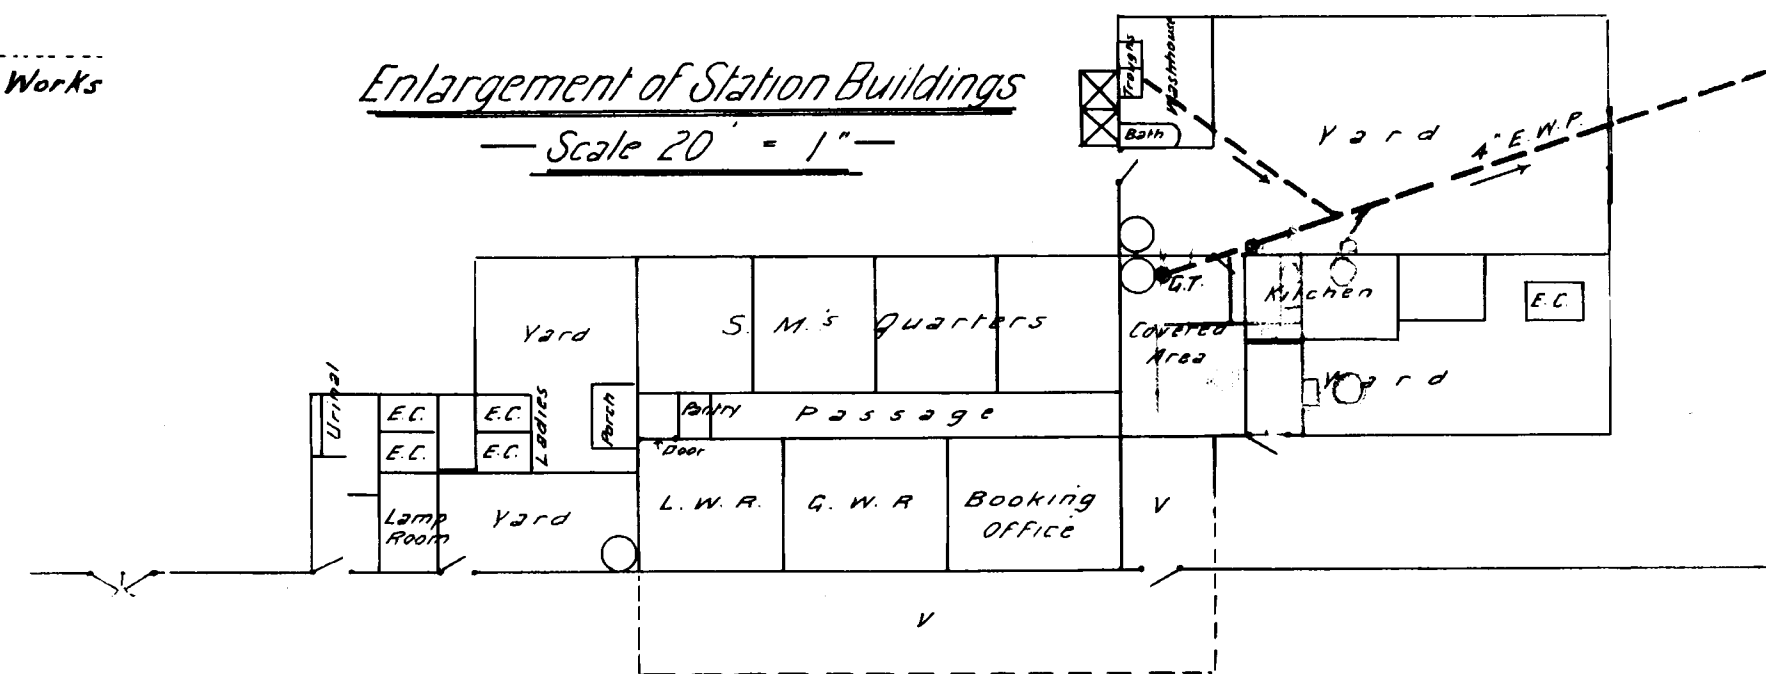 Works
Enlargement of Station Buildings
Scale 20' = 1"
Troughs
Washhouse
Bath
Yard
4" E.W.P.
G.T.
Kitchen
E.C.
Covered
Area
Yard
Yard
S. M.'s Quarters
Urinal
E.C.
E.C.
E.C.
E.C.
Ladies
Porch
Pantry
Passage
Door
Lamp
Room
Yard
L. W. R.
G. W. R
Booking
Office
V
V